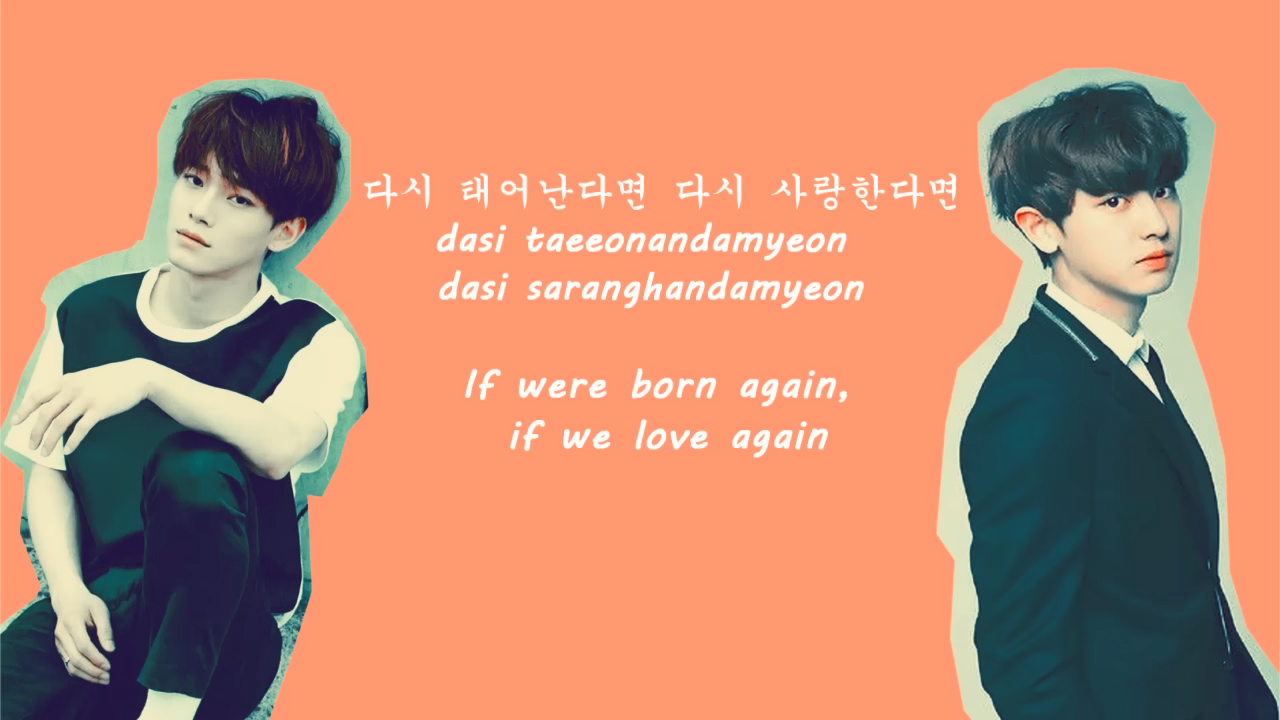 다시 태어난다면 다시 사랑한다면
dasi taeeonandamyeon
dasi saranghandamyeon
If were born again,
if we love again